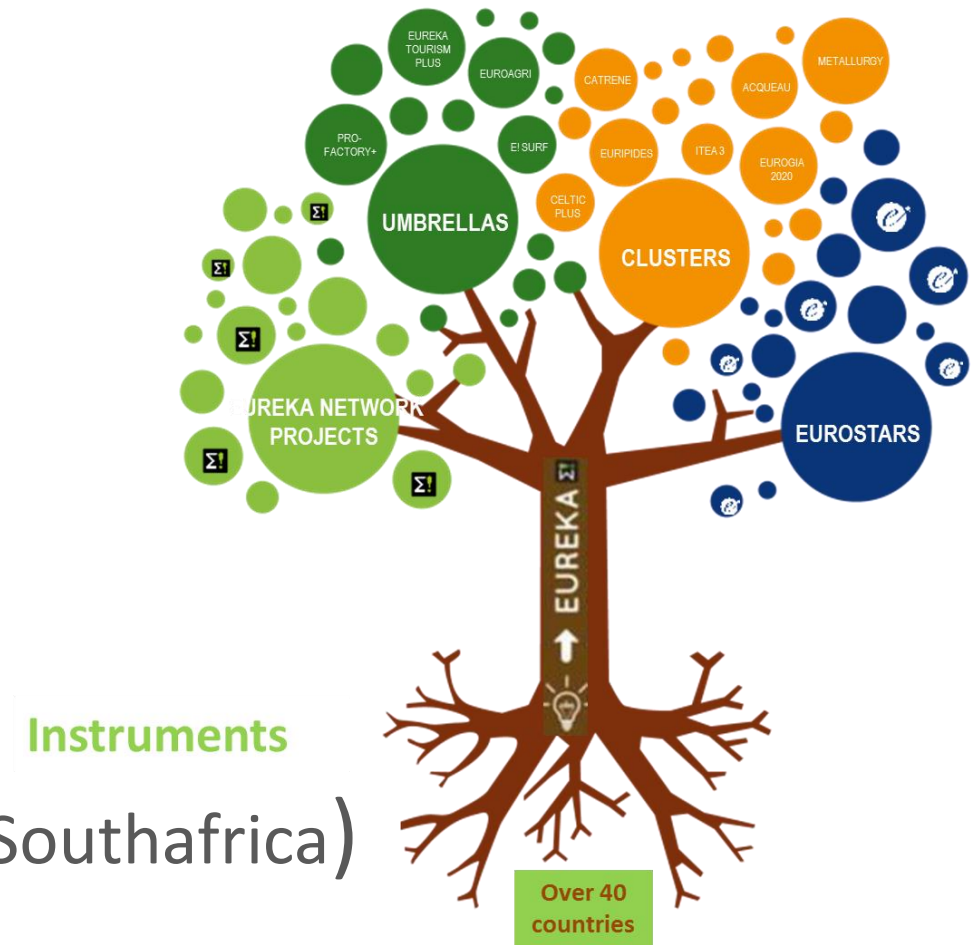 EUREKA
TOURISM
PLUS
EUROAGRI
CATRENE
METALLURGY
ACQUEAU
PRO-
FACTORY+
E! SURF
EURIPIDES
ITEA 3
EUROGIA
2020
CELTIC
PLUS
UMBRELLAS
CLUSTERS
EUREKA NETWORK
PROJECTS
EUROSTARS
EUREKA Σ!
Σ!
Σ!
Σ!
Σ!
Σ!
Instruments
Southafrica)
Over 40
countries